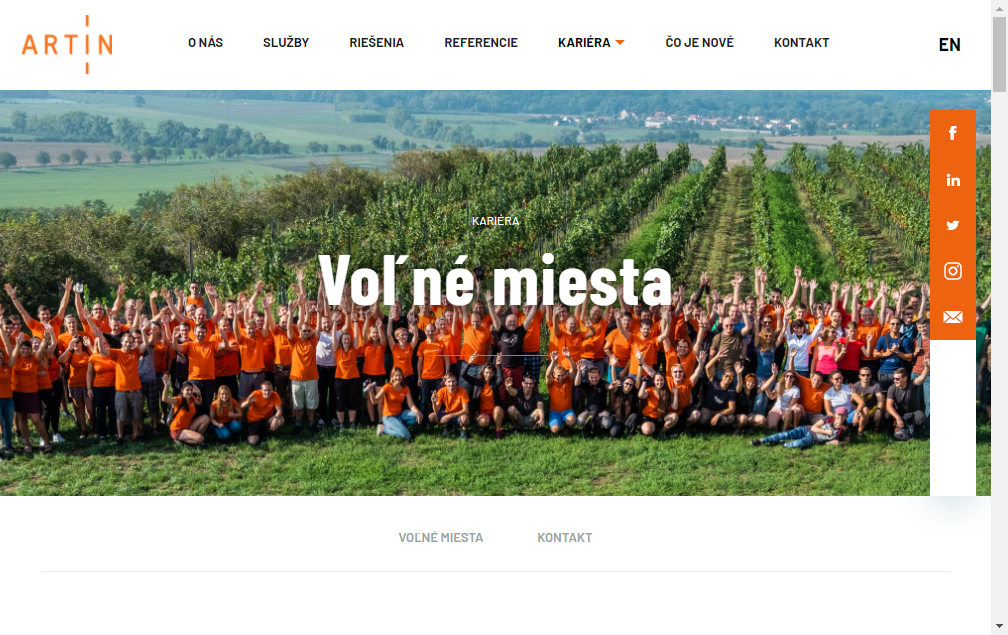 ARTIN
O NÁS
SLUŽBY
RIEŠENIA
REFERENCIE
KARIÉRA
ČO JE NOVÉ
KONTAKT
EN
KARIÉRA
Voľné miesta
VOĽNÉ MIESTA
KONTAKT